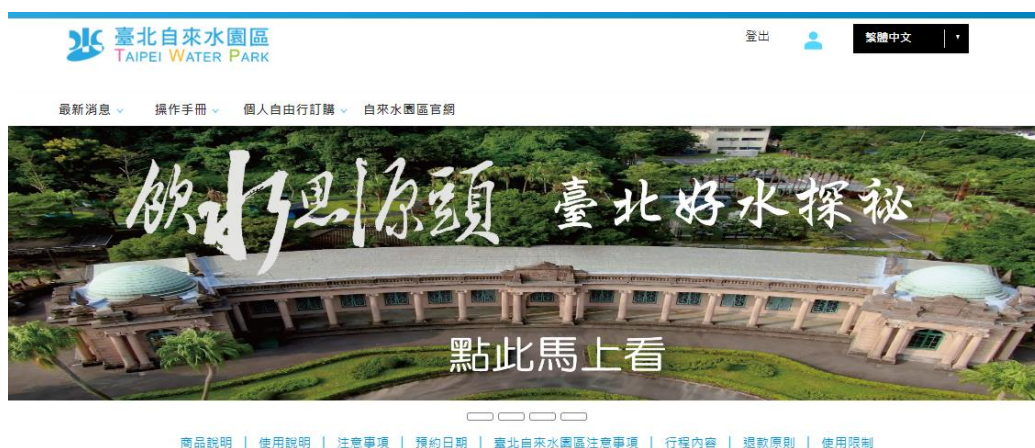 臺北自來水園區
TAIPEI WATER PARK
登出
繁體中文
最新消息 操作手冊 個人自由行訂購 自來水園區官網
飲水思源頭 臺北好水探秘
點此馬上看
商品說明 | 使用說明 | 注意事項 | 預約日期 | 臺北自來水園區注意事項 | 行程內容 | 退款原則 | 使用限制